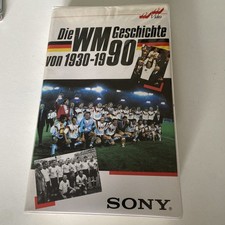 Die WM Geschichte
von 1930-1990
SONY